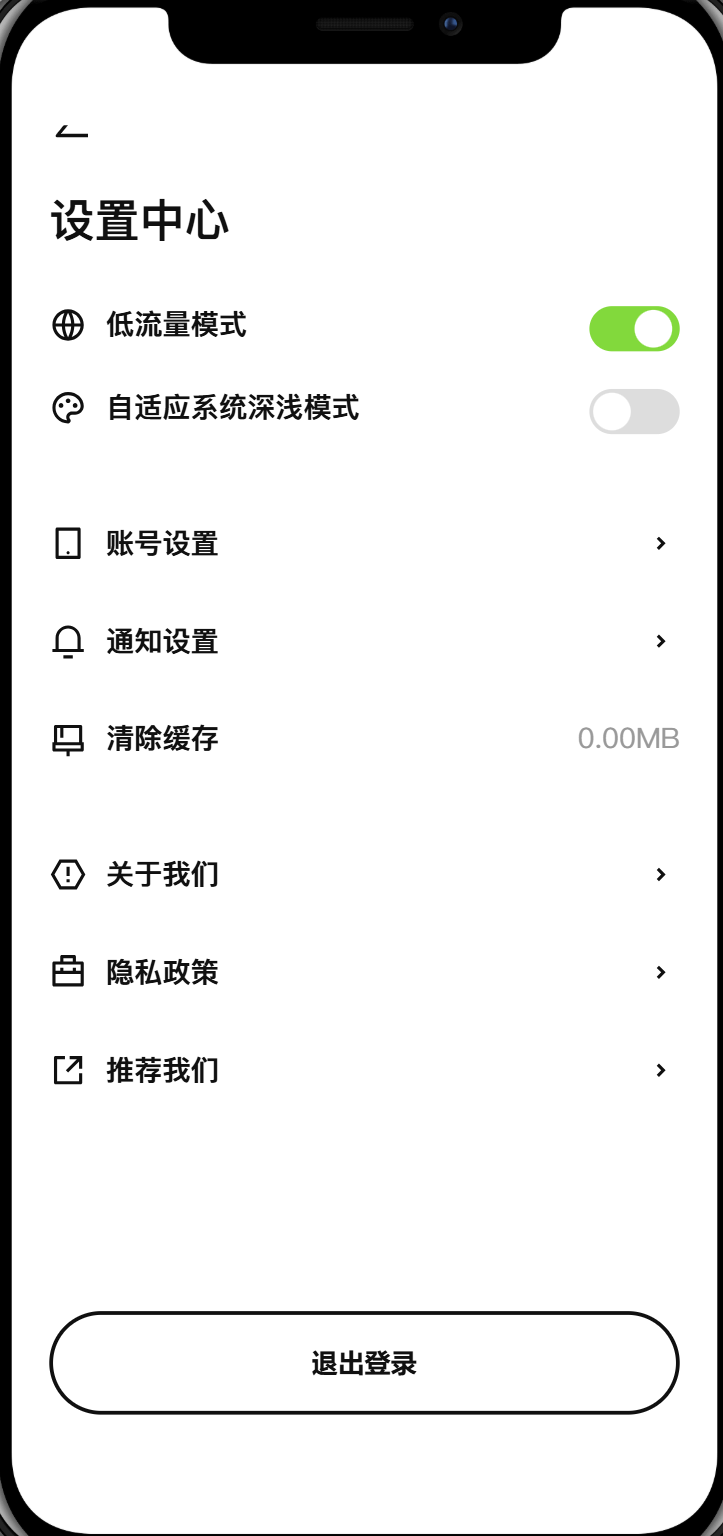 设置中心
低流量模式
自适应系统深浅模式
账号设置
通知设置
清除缓存 0.00MB
关于我们
隐私政策
推荐我们
退出登录